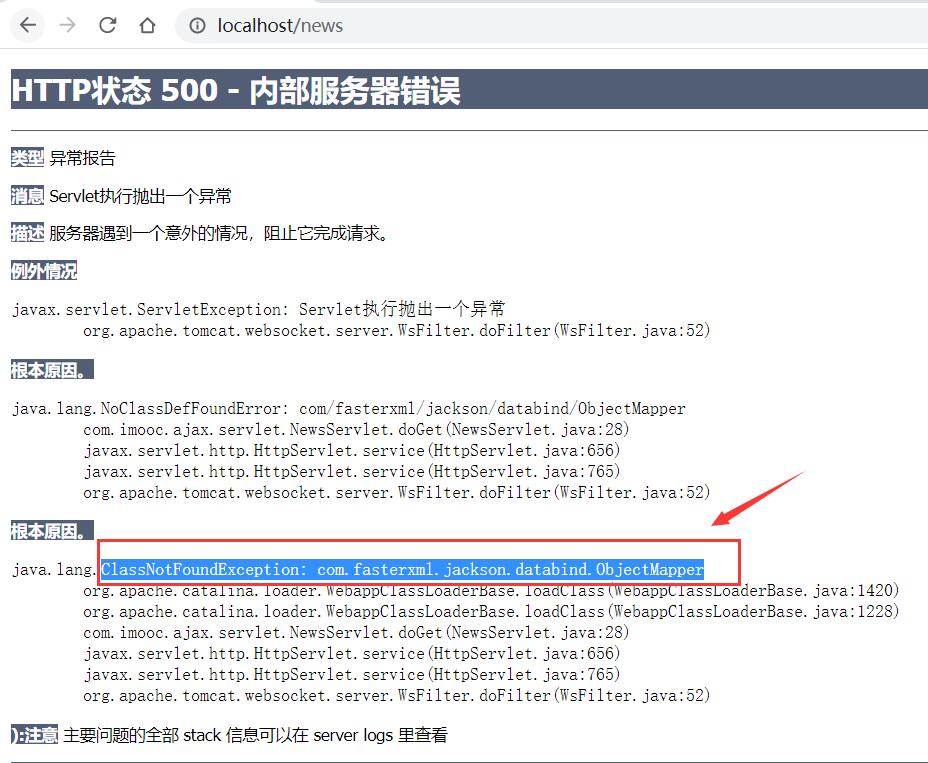 localhost/news
HTTP状态 500 - 内部服务器错误
类型 异常报告
消息 Servlet执行抛出一个异常
描述 服务器遇到一个意外的情况，阻止它完成请求。
例外情况
javax.servlet.ServletException: Servlet执行抛出一个异常
org.apache.tomcat.websocket.server.WsFilter.doFilter(WsFilter.java:52)
根本原因。
java.lang.NoClassDefFoundError: com/fasterxml/jackson/databind/ObjectMapper
com.imooc.ajax.servlet.NewsServlet.doGet(NewsServlet.java:28)
javax.servlet.http.HttpServlet.service(HttpServlet.java:656)
javax.servlet.http.HttpServlet.service(HttpServlet.java:765)
org.apache.tomcat.websocket.server.WsFilter.doFilter(WsFilter.java:52)
根本原因。
java.lang.ClassNotFoundException: com.fasterxml.jackson.databind.ObjectMapper
org.apache.catalina.loader.WebappClassLoaderBase.loadClass(WebappClassLoaderBase.java:1420)
org.apache.catalina.loader.WebappClassLoaderBase.loadClass(WebappClassLoaderBase.java:1228)
com.imooc.ajax.servlet.NewsServlet.doGet(NewsServlet.java:28)
javax.servlet.http.HttpServlet.service(HttpServlet.java:656)
javax.servlet.http.HttpServlet.service(HttpServlet.java:765)
org.apache.tomcat.websocket.server.WsFilter.doFilter(WsFilter.java:52)
):注意 主要问题的全部 stack 信息可以在 server logs 里查看